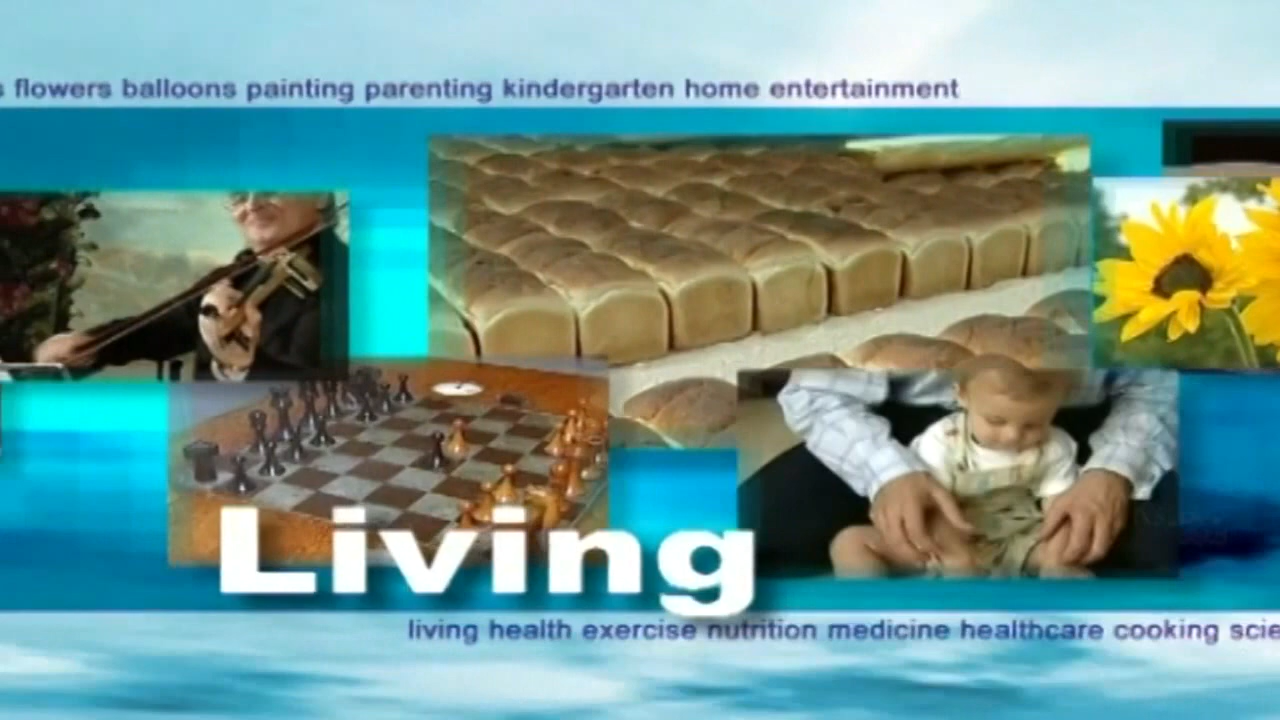 flowers balloons painting parenting kindergarten home entertainment
Living
living health exercise nutrition medicine healthcare cooking